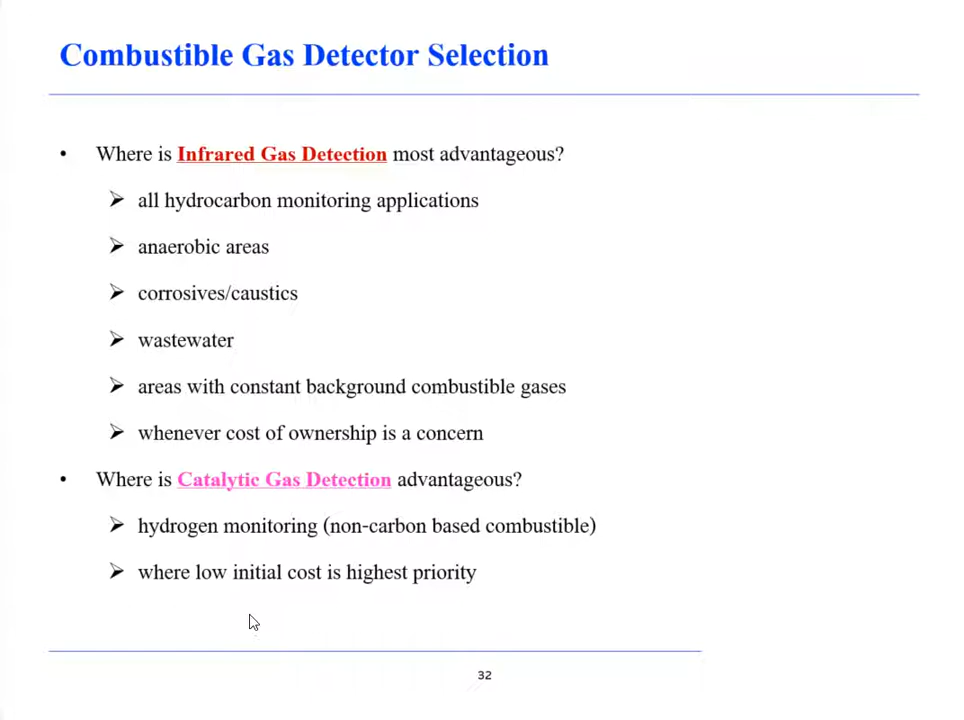 Combustible Gas Detector Selection
• Where is Infrared Gas Detection most advantageous?
➢ all hydrocarbon monitoring applications
➢ anaerobic areas
➢ corrosives/caustics
➢ wastewater
➢ areas with constant background combustible gases
➢ whenever cost of ownership is a concern
• Where is Catalytic Gas Detection advantageous?
➢ hydrogen monitoring (non-carbon based combustible)
➢ where low initial cost is highest priority
32